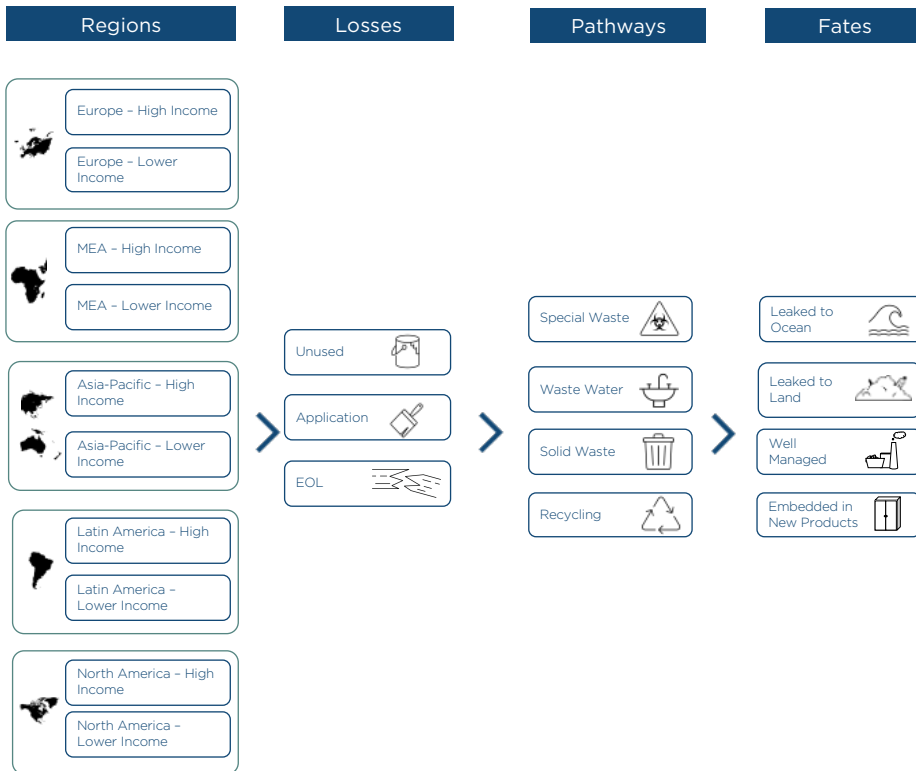 Regions
Losses
Pathways
Fates
Europe – High Income
Europe – Lower
Income
MEA – High Income
MEA – Lower Income
Asia-Pacific – High
Income
Asia-Pacific – Lower
Income
Latin America – High
Income
Latin America –
Lower Income
North America – High
Income
North America –
Lower Income
Unused
Application
EOL
Special Waste
Waste Water
Solid Waste
Recycling
Leaked to
Ocean
Leaked to
Land
Well
Managed
Embedded in
New Products